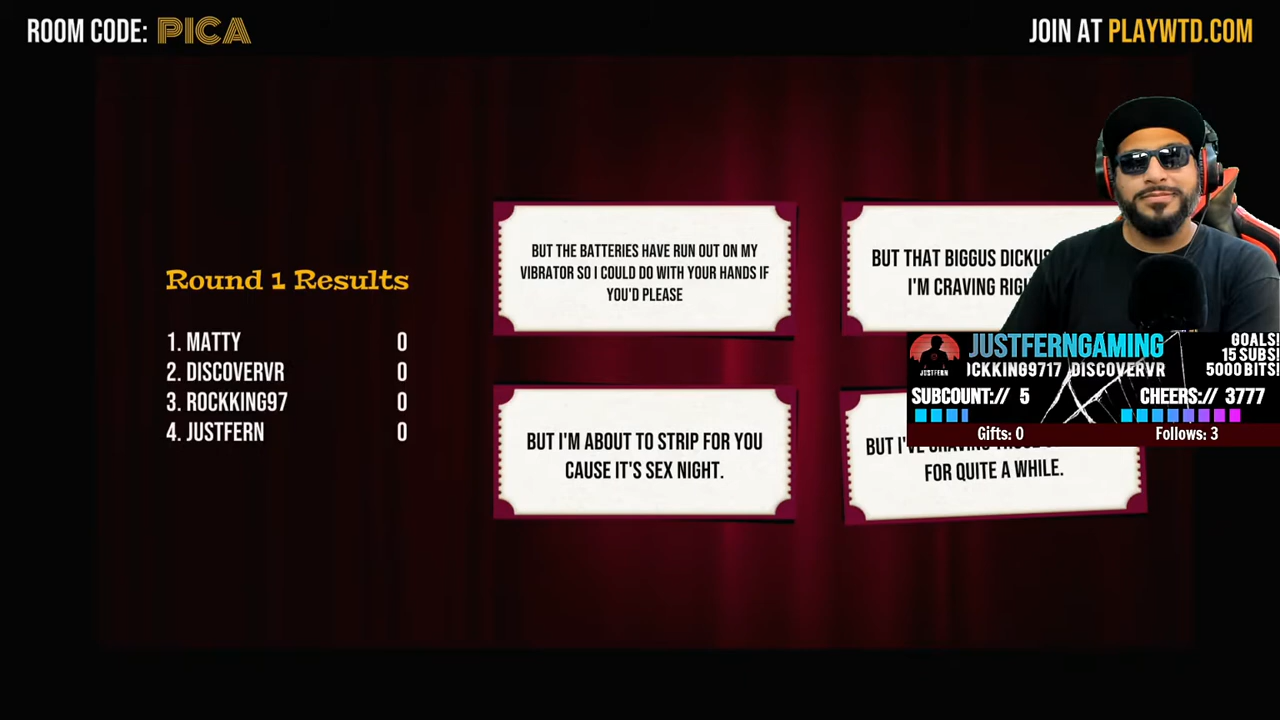 ROOM CODE: PICA
JOIN AT PLAYWTD.COM
Round 1 Results
1. MATTY 0
2. DISCOVERVR 0
3. ROCKKING97 0
4. JUSTFERN 0
BUT THE BATTERIES HAVE RUN OUT ON MY
VIBRATOR SO I COULD DO WITH YOUR HANDS IF
YOU'D PLEASE
BUT THAT BIGGUS DICKUS
I'M CRAVING
BUT I'M ABOUT TO STRIP FOR YOU
CAUSE IT'S SEX NIGHT.
BUT I'VE
FOR QUITE A WHILE.
JUSTFERN
JUSTFERNGAMING
OCKKING9717 DISCOVERVR
GOALS!
15 SUBS!
5000 BITS!
SUBCOUNT:// 5
CHEERS:// 3777
Gifts: 0
Follows: 3